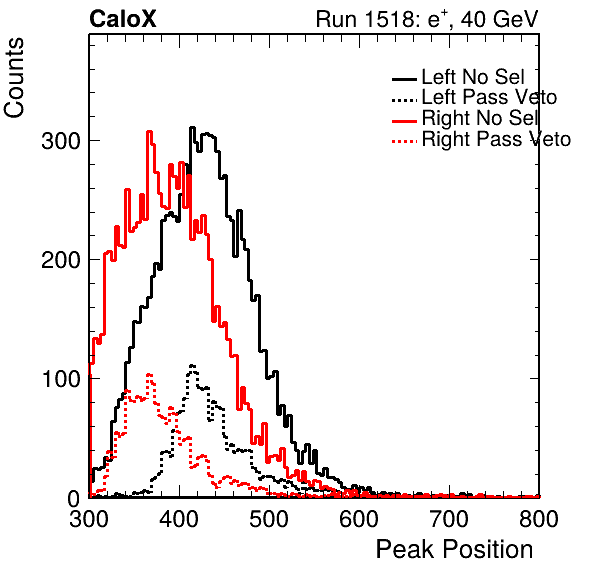 CaloX Run 1518: e⁺, 40 GeV
Counts
Left No Sel
Left Pass Veto
Right No Sel
Right Pass Veto
300
200
100
0
300 400 500 600 700 800
Peak Position